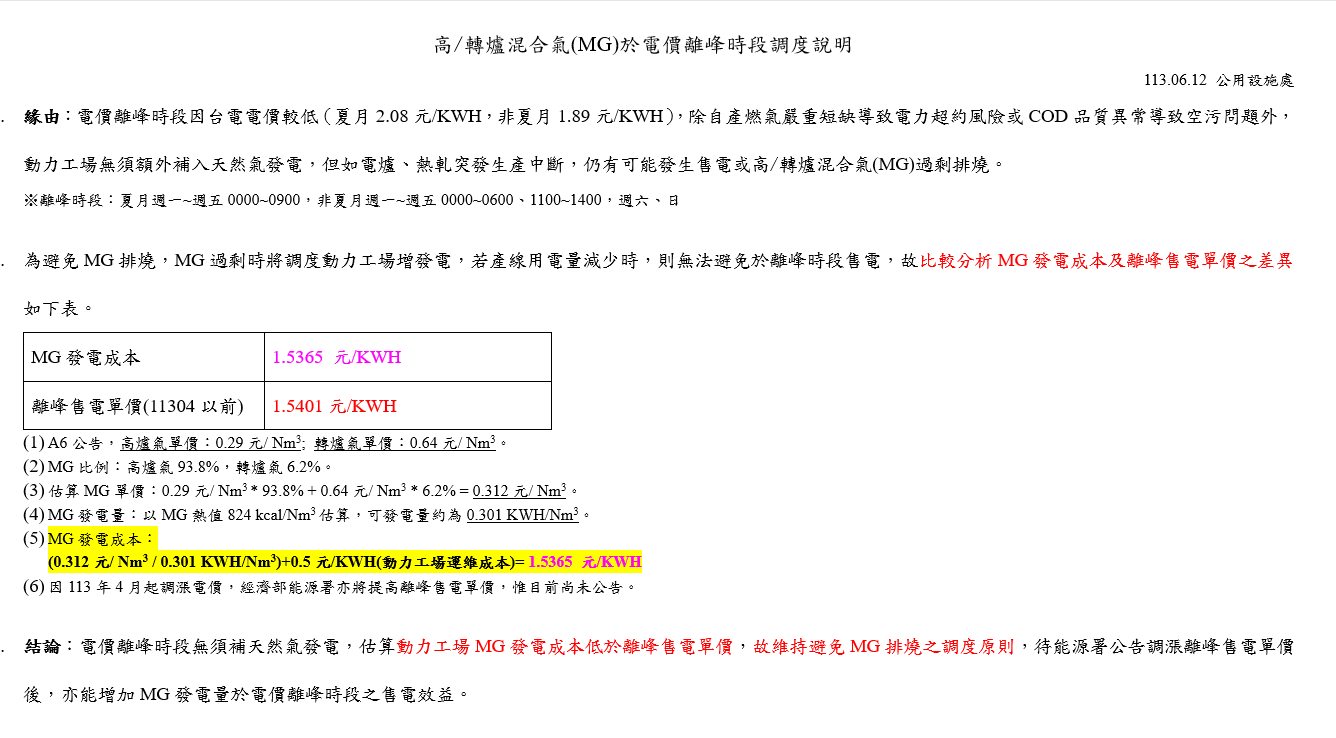 高/轉爐混合氣(MG)於電價離峰時段調度說明
113.06.12 公用設施處
. 緣由：電價離峰時段因台電電價較低（夏月 2.08 元/KWH，非夏月 1.89 元/KWH），除自產燃氣嚴重短缺導致電力超約風險或 COD 品質異常導致空污問題外，
動力工場無須額外補入天然氣發電，但如電爐、熱軋突發生產中斷，仍有可能發生售電或高/轉爐混合氣(MG)過剩排燒。
※離峰時段：夏月週一~週五 0000~0900，非夏月週一~週五 0000~0600、1100~1400，週六、日
. 為避免 MG 排燒，MG 過剩時將調度動力工場增發電，若產線用電量減少時，則無法避免於離峰時段售電，故比較分析 MG 發電成本及離峰售電單價之差異
如下表。
MG 發電成本 1.5365 元/KWH
離峰售電單價(11304 以前) 1.5401 元/KWH
(1) A6 公告，高爐氣單價：0.29 元/ Nm³; 轉爐氣單價：0.64 元/ Nm³。
(2) MG 比例：高爐氣 93.8%，轉爐氣 6.2%。
(3) 估算 MG 單價：0.29 元/ Nm³ * 93.8% + 0.64 元/ Nm³ * 6.2% = 0.312 元/ Nm³。
(4) MG 發電量：以 MG 熱值 824 kcal/Nm³ 估算，可發電量約為 0.301 KWH/Nm³。
(5) MG 發電成本：
(0.312 元/ Nm³ / 0.301 KWH/Nm³)+0.5 元/KWH(動力工場運維成本)= 1.5365 元/KWH
(6) 因 113 年 4 月起調漲電價，經濟部能源署亦將提高離峰售電單價，惟目前尚未公告。
. 結論：電價離峰時段無須補天然氣發電，估算動力工場 MG 發電成本低於離峰售電單價，故維持避免 MG 排燒之調度原則，待能源署公告調漲離峰售電單價
後，亦能增加 MG 發電量於電價離峰時段之售電效益。